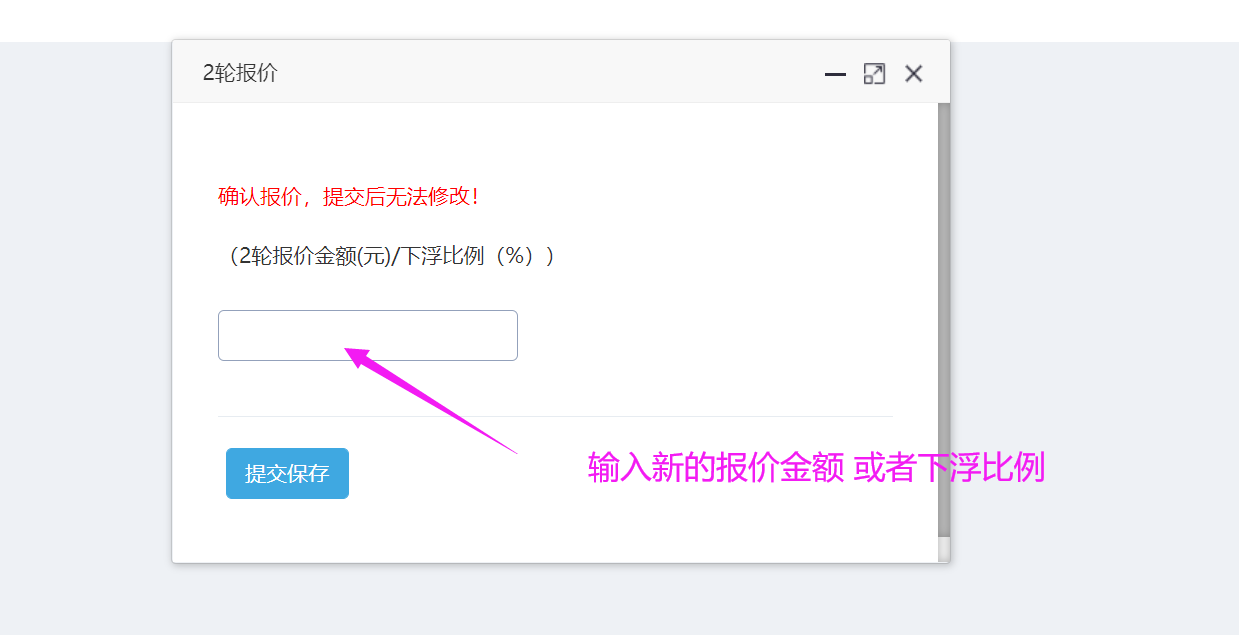 2轮报价
确认报价，提交后无法修改！
（2轮报价金额(元)/下浮比例（%））
输入新的报价金额 或者下浮比例
提交保存